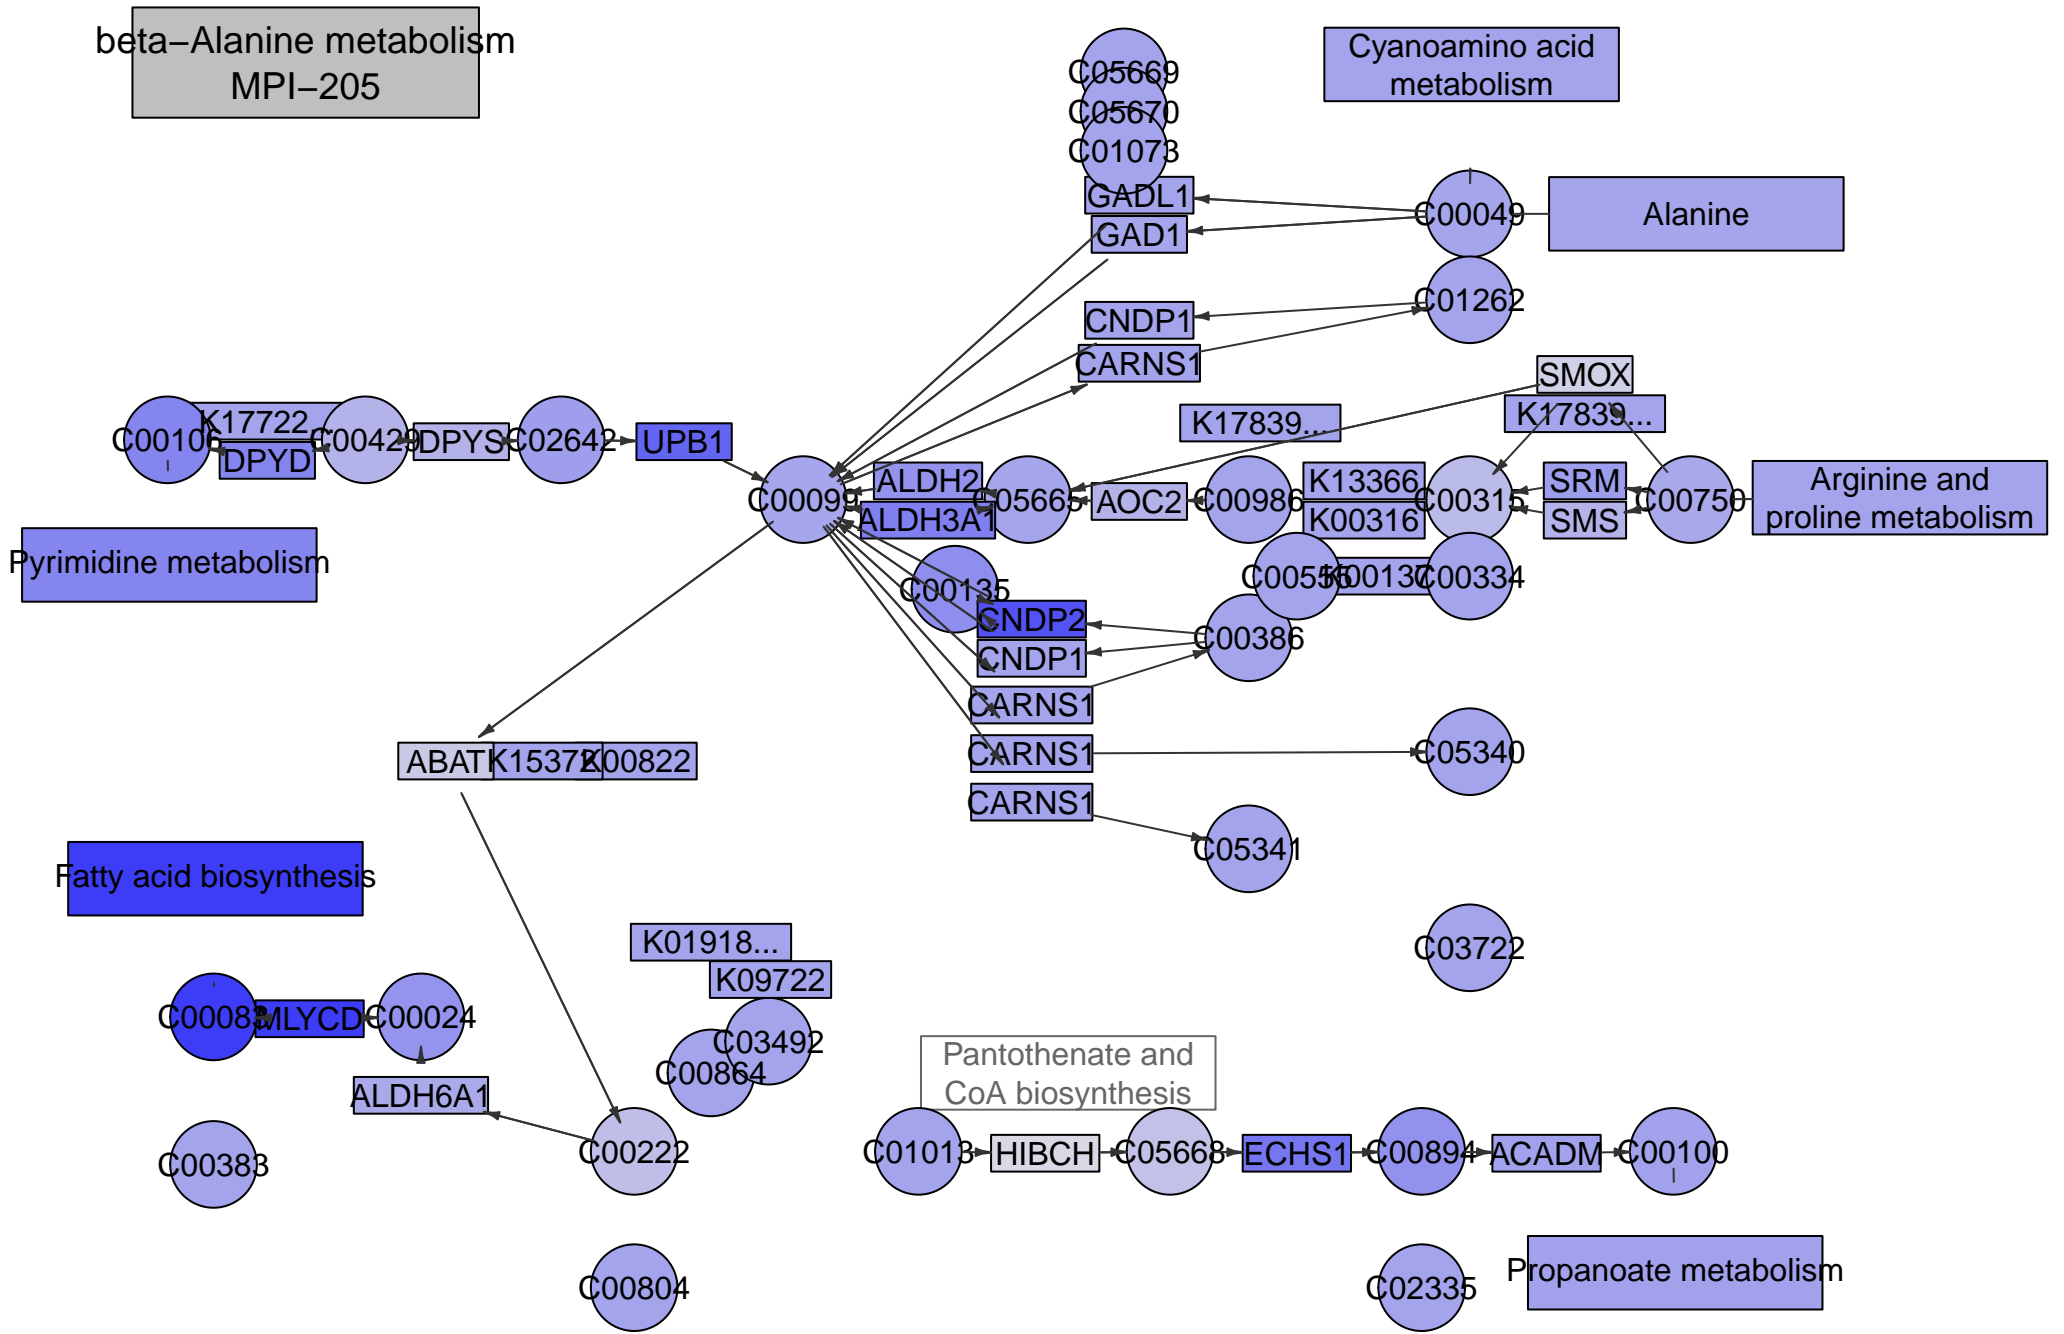 beta−Alanine metabolism
MPI−205
C05669
C05670
C01073
Cyanoamino acid
metabolism
GADL1
GAD1
C00049
Alanine
C01262
CNDP1
CARNS1
SMOX
K17839...
K17839...
C00106
K17722...
DPYD
C00429
DPYS
C02642
UPB1
C00099
ALDH2
ALDH3A1
C05665
AOC2
C00986
K13366
K00316
C00315
SRM
SMS
C00750
Arginine and
proline metabolism
Pyrimidine metabolism
C00135
C00555
K00137
C00334
CNDP2
CNDP1
C00386
CARNS1
CARNS1
CARNS1
C05340
C05341
ABAT
K15372
K00822
Fatty acid biosynthesis
K01918...
K09722
C03722
C00083
MLYCD
C00024
C03492
C00864
ALDH6A1
Pantothenate and
CoA biosynthesis
C00383
C00222
C01013
HIBCH
C05668
ECHS1
C00894
ACADM
C00100
C00804
C02335
Propanoate metabolism